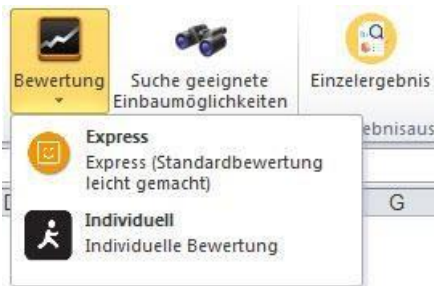 Bewertung
Suche geeignete
Einbaumöglichkeiten
Einzelergebnis
Express
Express (Standardbewertung
leicht gemacht)
Individuell
Individuelle Bewertung
ebnisaus
G